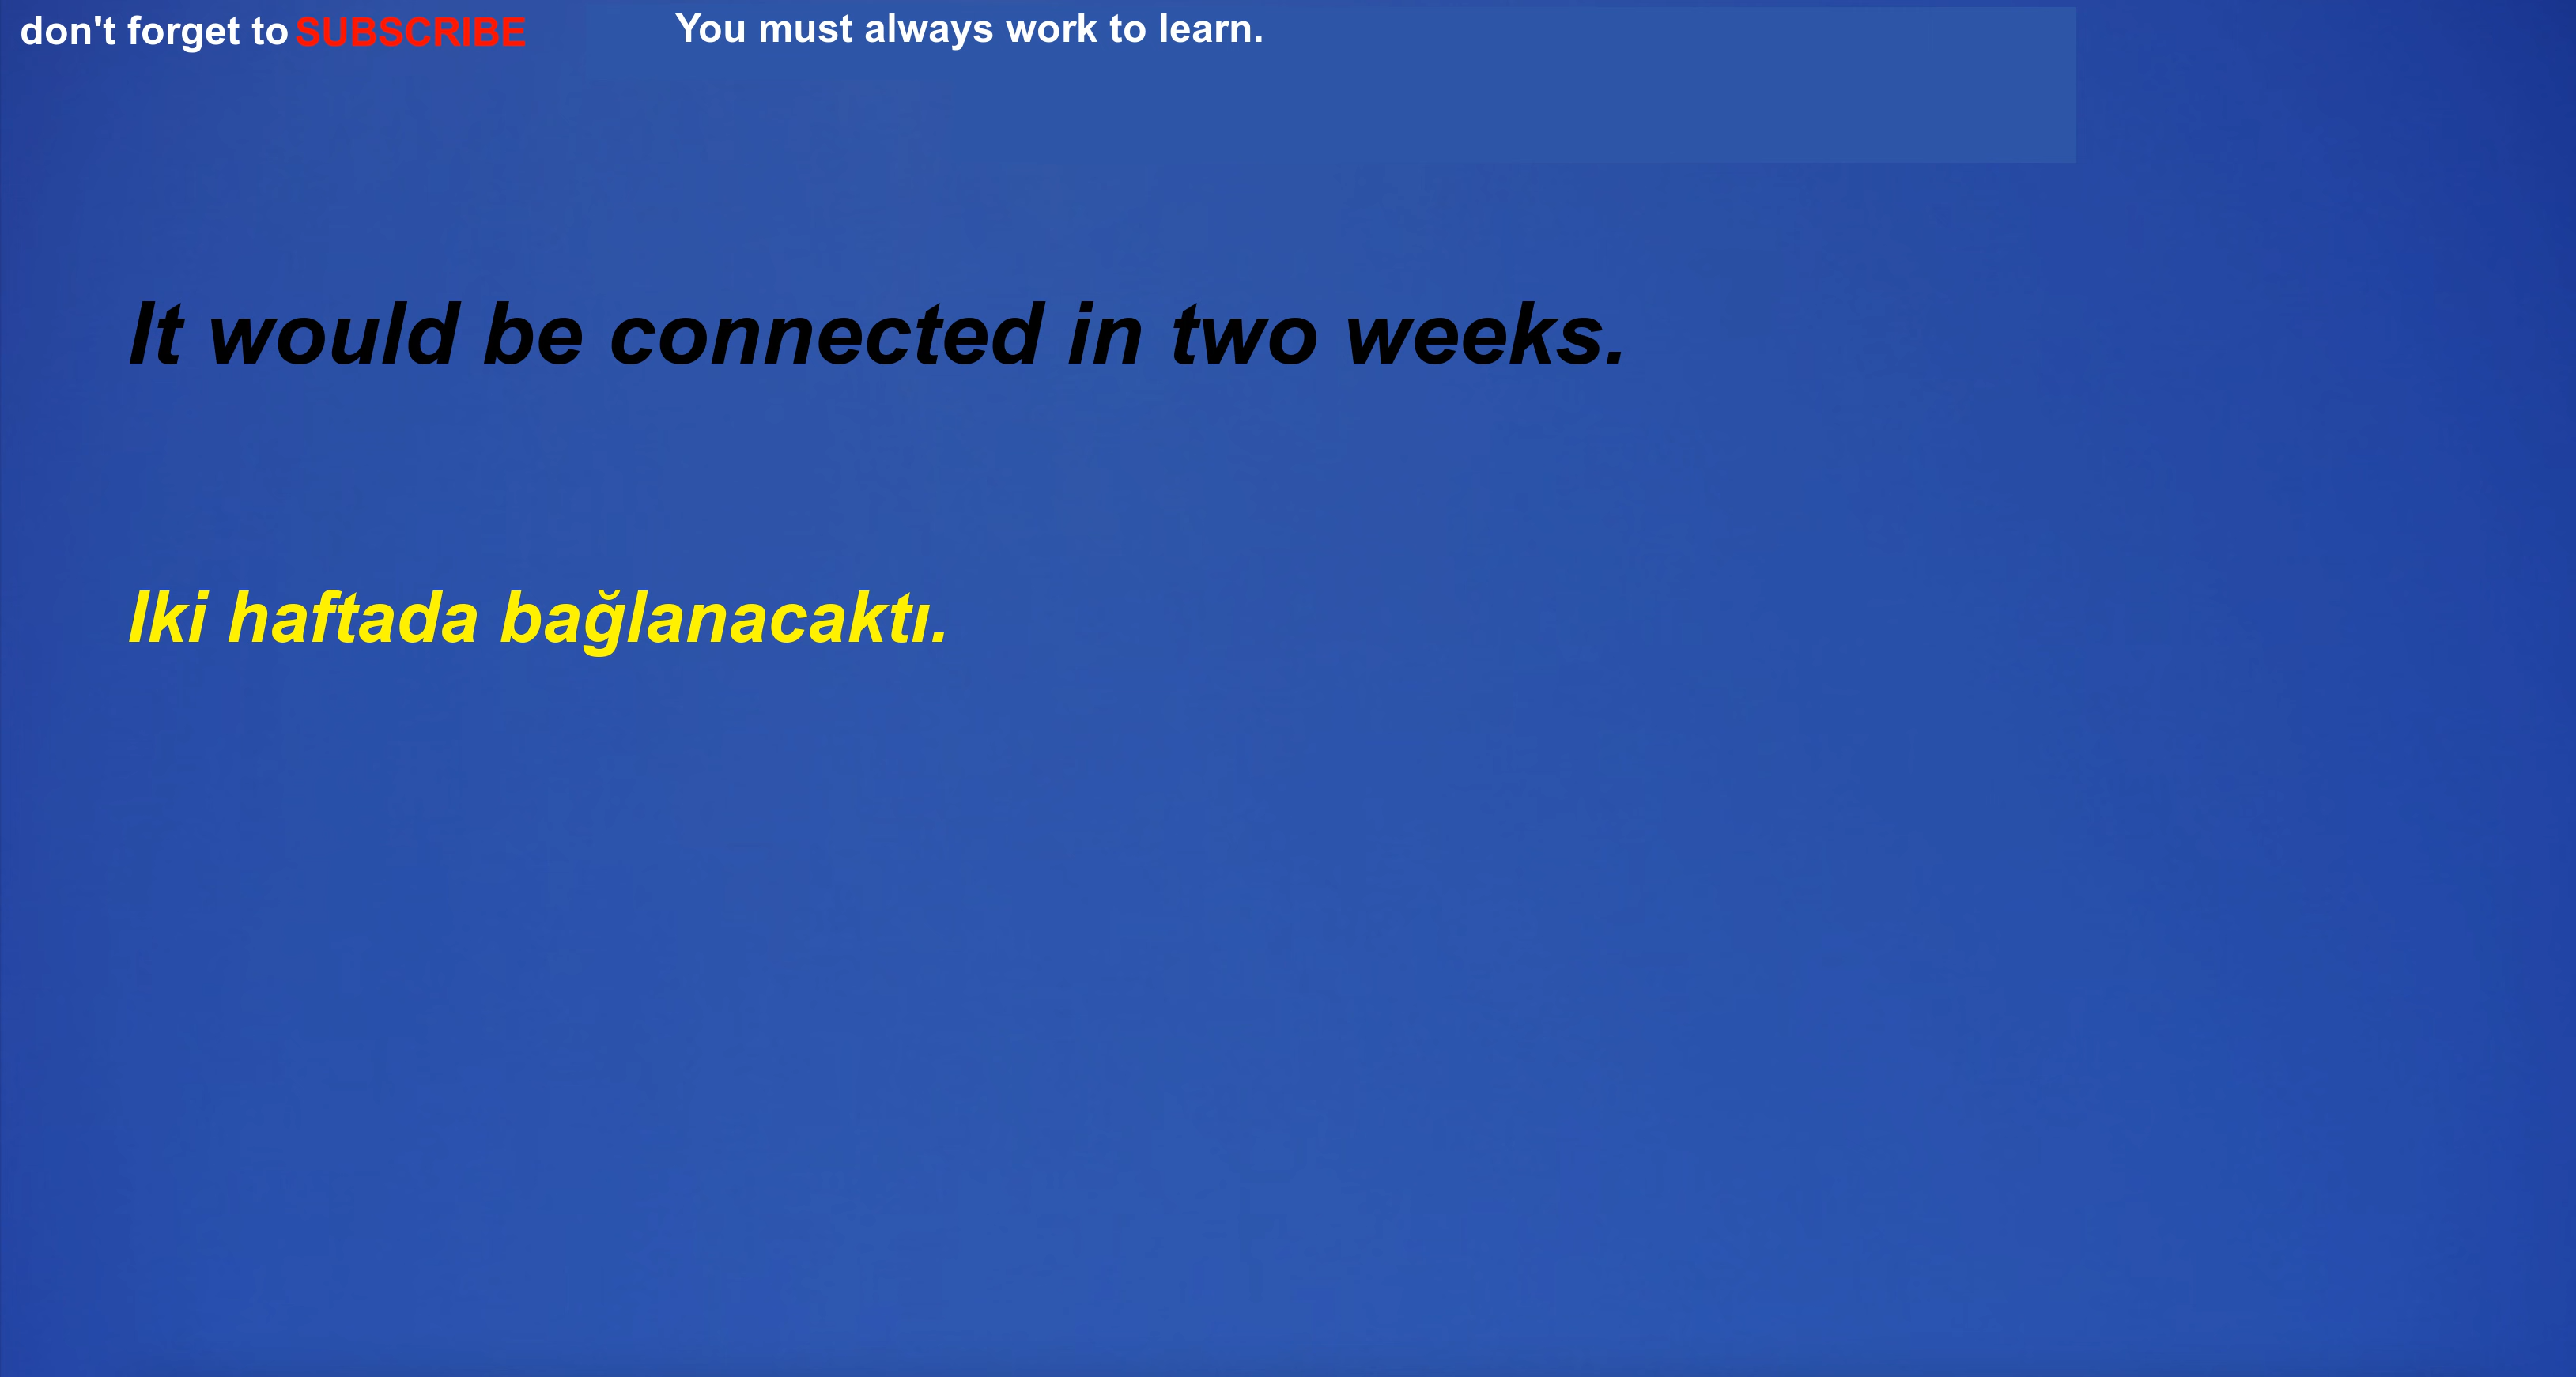 don't forget to SUBSCRIBE
You must always work to learn.
It would be connected in two weeks.
Iki haftada bağlanacaktı.